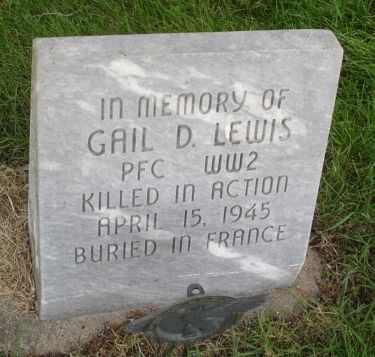 IN MEMORY OF
GAIL D. LEWIS
PFC WW2
KILLED IN ACTION
APRIL 15, 1945
BURIED IN FRANCE